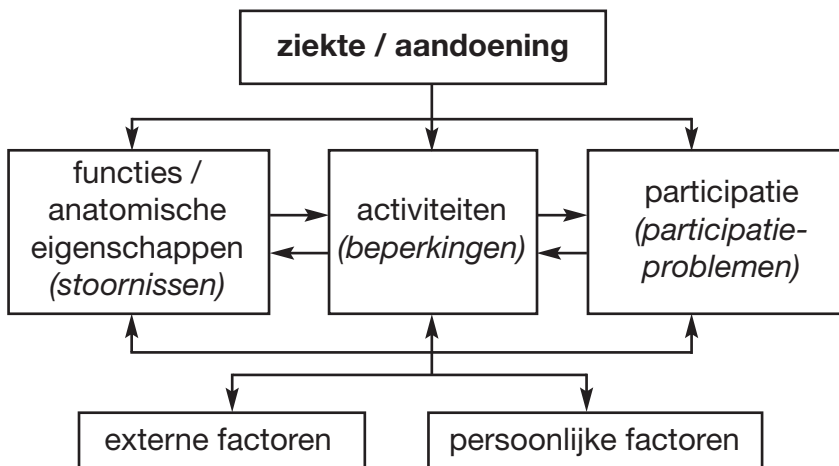 ziekte / aandoening
functies /
anatomische
eigenschappen
(stoornissen)
activiteiten
(beperkingen)
participatie
(participatie-
problemen)
externe factoren
persoonlijke factoren